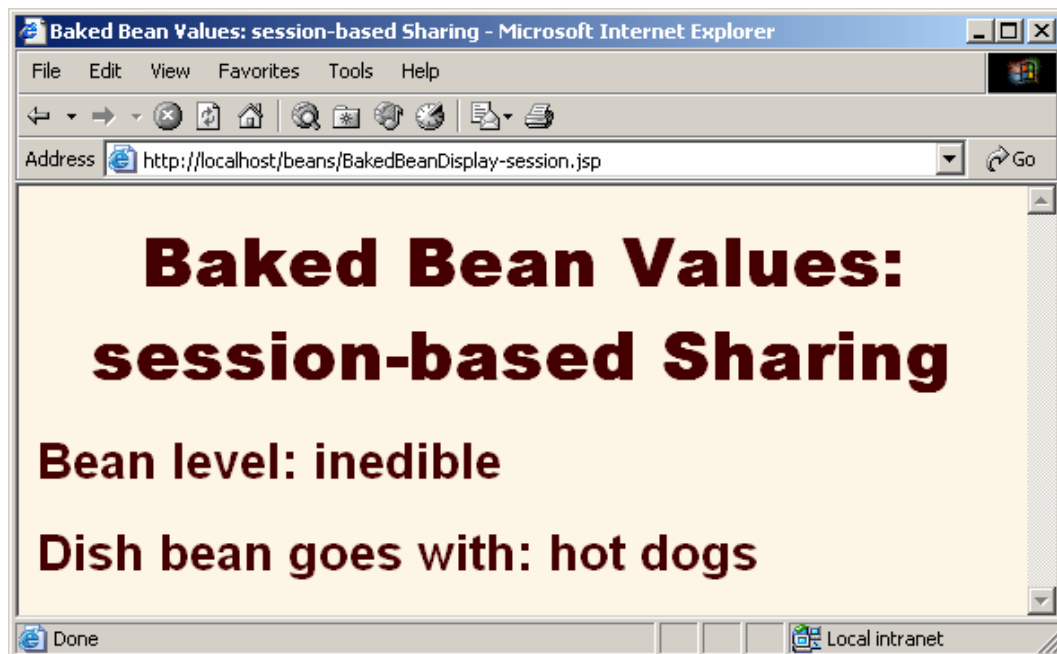 Baked Bean Values: session-based Sharing - Microsoft Internet Explorer
File Edit View Favorites Tools Help
Address http://localhost/beans/BakedBeanDisplay-session.jsp Go
Baked Bean Values:
session-based Sharing
Bean level: inedible
Dish bean goes with: hot dogs
Done Local intranet